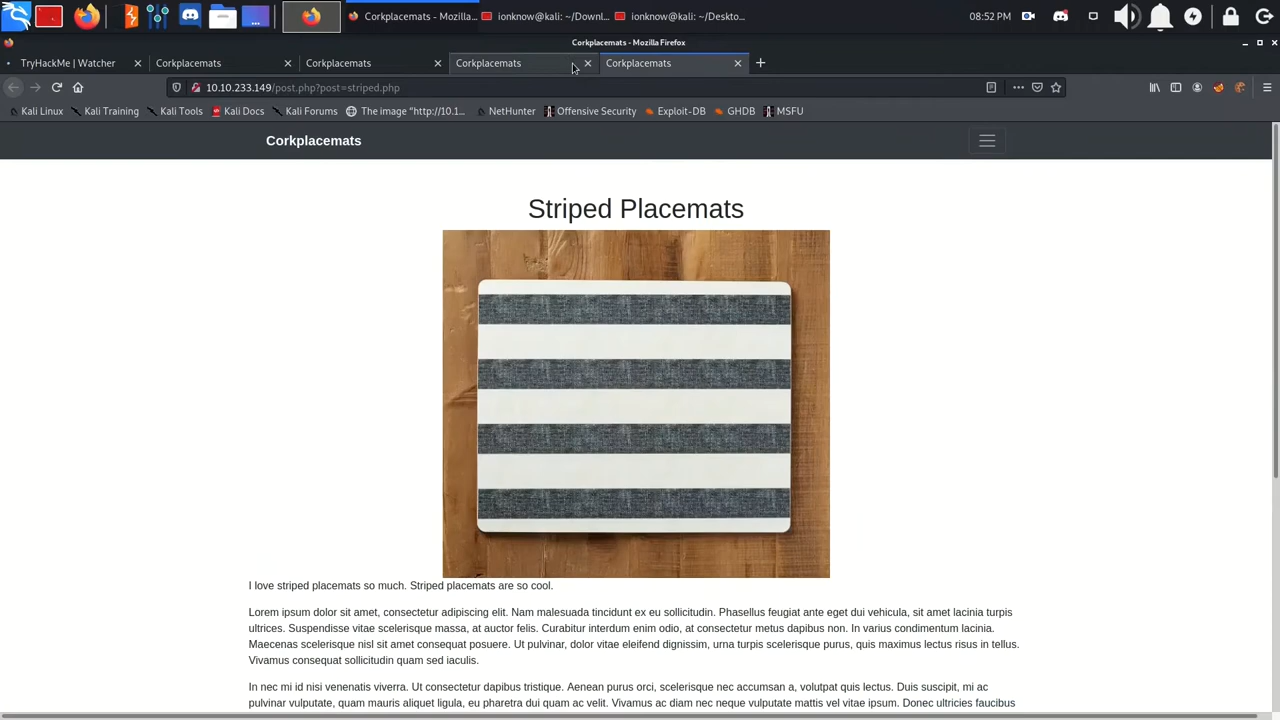 Corkplacemats - Mozilla...
ionknow@kali: ~/Downl...
ionknow@kali: ~/Deskto...
08:52 PM
Corkplacemats - Mozilla Firefox
TryHackMe | Watcher
Corkplacemats
Corkplacemats
Corkplacemats
Corkplacemats
10.10.233.149/post.php?post=striped.php
Kali Linux
Kali Training
Kali Tools
Kali Docs
Kali Forums
The image "http://10.1...
NetHunter
Offensive Security
Exploit-DB
GHDB
MSFU
Corkplacemats
Striped Placemats
I love striped placemats so much. Striped placemats are so cool.
Lorem ipsum dolor sit amet, consectetur adipiscing elit. Nam malesuada tincidunt ex eu sollicitudin. Phasellus feugiat ante eget dui vehicula, sit amet lacinia turpis
ultrices. Suspendisse vitae scelerisque massa, at auctor felis. Curabitur interdum enim odio, at consectetur metus dapibus non. In varius condimentum lacinia.
Maecenas scelerisque nisl sit amet consequat posuere. Ut pulvinar, dolor vitae eleifend dignissim, urna turpis scelerisque purus, quis maximus lectus risus in tellus.
Vivamus consequat sollicitudin quam sed iaculis.
In nec mi id nisi venenatis viverra. Ut consectetur dapibus tristique. Aenean purus orci, scelerisque nec accumsan a, volutpat quis lectus. Duis suscipit, mi ac
pulvinar vulputate, quam mauris aliquet ligula, eu pharetra dui quam ac velit. Vivamus ac diam nec neque vulputate mattis vel vitae ipsum. Donec ultricies faucibus